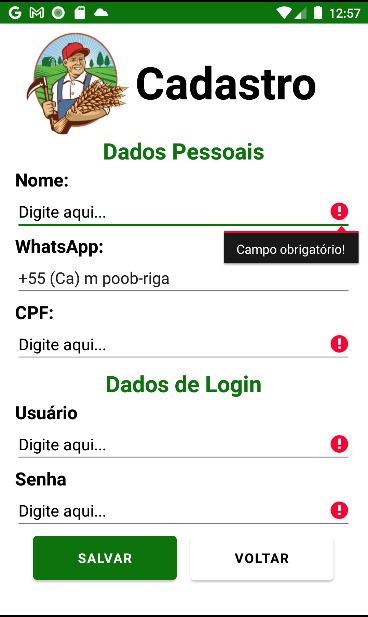 12:57
Cadastro
Dados Pessoais
Nome:
Digite aqui...
WhatsApp:
Campo obrigatório!
+55 (Ca) m poob-riga
CPF:
Digite aqui...
Dados de Login
Usuário
Digite aqui...
Senha
Digite aqui...
SALVAR VOLTAR